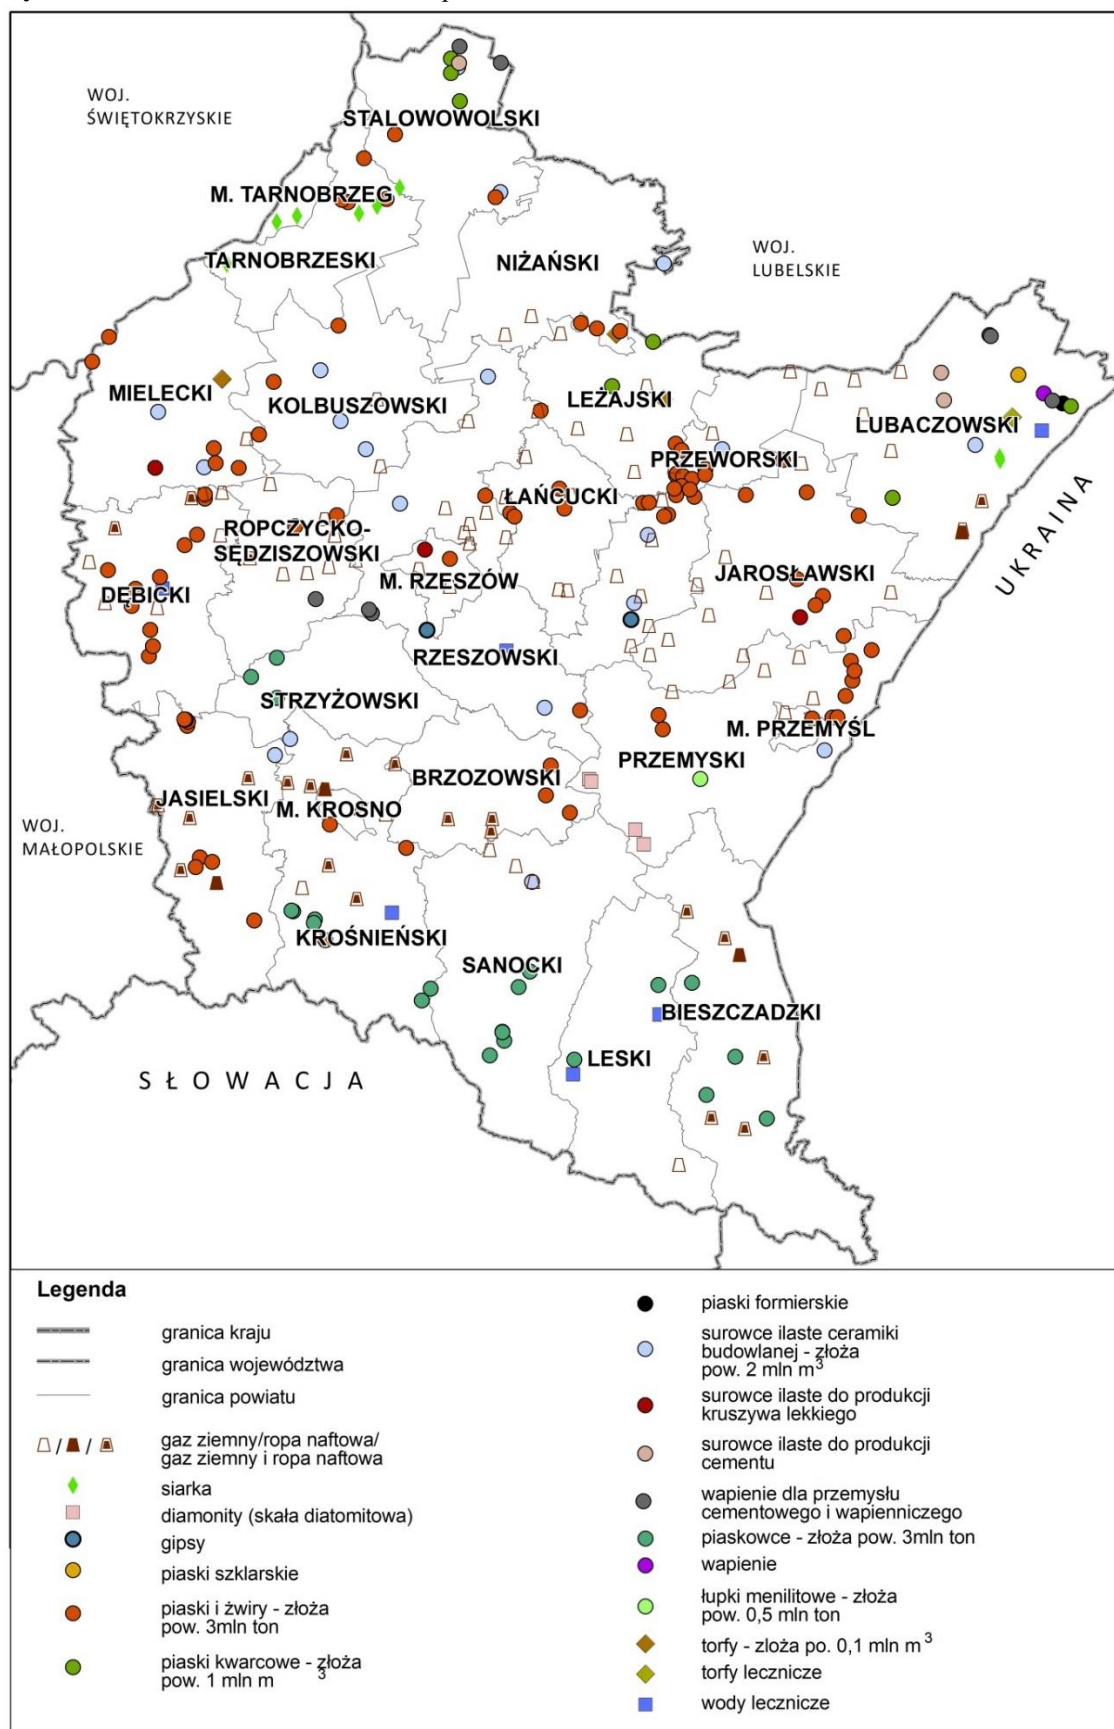 WOJ.
ŚWIĘTOKRZYSKIE
STALOWOWOLSKI
M. TARNOBRZEG
TARNOBRZESKI
NIŻAŃSKI
WOJ.
LUBELSKIE
MIELECKI
KOLBUSZOWSKI
LEŻAJSKI
LUBACZOWSKI
PRZEWORSKI
ŁAŃCUCKI
ROPCZYCKO-
SĘDZISZOWSKI
M. RZESZÓW
JAROSŁAWSKI
UKRAINA
DĘBICKI
RZESZOWSKI
STRZYŻOWSKI
M. PRZEMYŚL
PRZEMYSKI
BRZOZOWSKI
JASIELSKI
M. KROSNO
WOJ.
MAŁOPOLSKIE
KROŚNIEŃSKI
SANOCKI
BIESZCZADZKI
LESKI
SŁOWACJA
Legenda
granica kraju
granica województwa
granica powiatu
/ /
gaz ziemny/ropa naftowa/
gaz ziemny i ropa naftowa
siarka
diamonity (skała diatomitowa)
gipsy
piaski szklarskie
piaski i żwiry - złoża
pow. 3mln ton
piaski kwarcowe - złoża
pow. 1 mln m 3
piaski formierskie
surowce ilaste ceramiki
budowlanej - złoża
pow. 2 mln m3
surowce ilaste do produkcji
kruszywa lekkiego
surowce ilaste do produkcji
cementu
wapienie dla przemysłu
cementowego i wapienniczego
piaskowce - złoża pow. 3mln ton
wapienie
łupki menilitowe - złoża
pow. 0,5 mln ton
torfy - zloża po. 0,1 mln m 3
torfy lecznicze
wody lecznicze